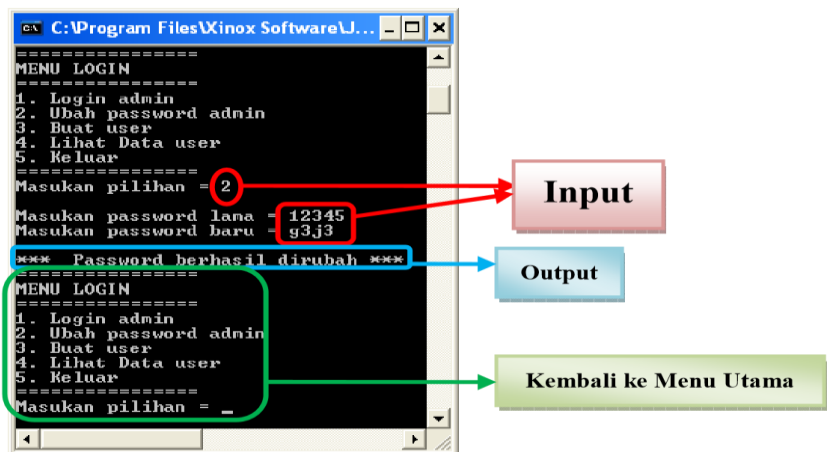 C:\Program Files\Xinox Software\J...
==================
MENU LOGIN
==================
1. Login admin
2. Ubah password admin
3. Buat user
4. Lihat Data user
5. Keluar
==================
Masukan pilihan = 2
Masukan password lama = 12345
Masukan password baru = g3j3
*** Password berhasil dirubah ***
==================
MENU LOGIN
==================
1. Login admin
2. Ubah password admin
3. Buat user
4. Lihat Data user
5. Keluar
==================
Masukan pilihan = _
Input
Output
Kembali ke Menu Utama